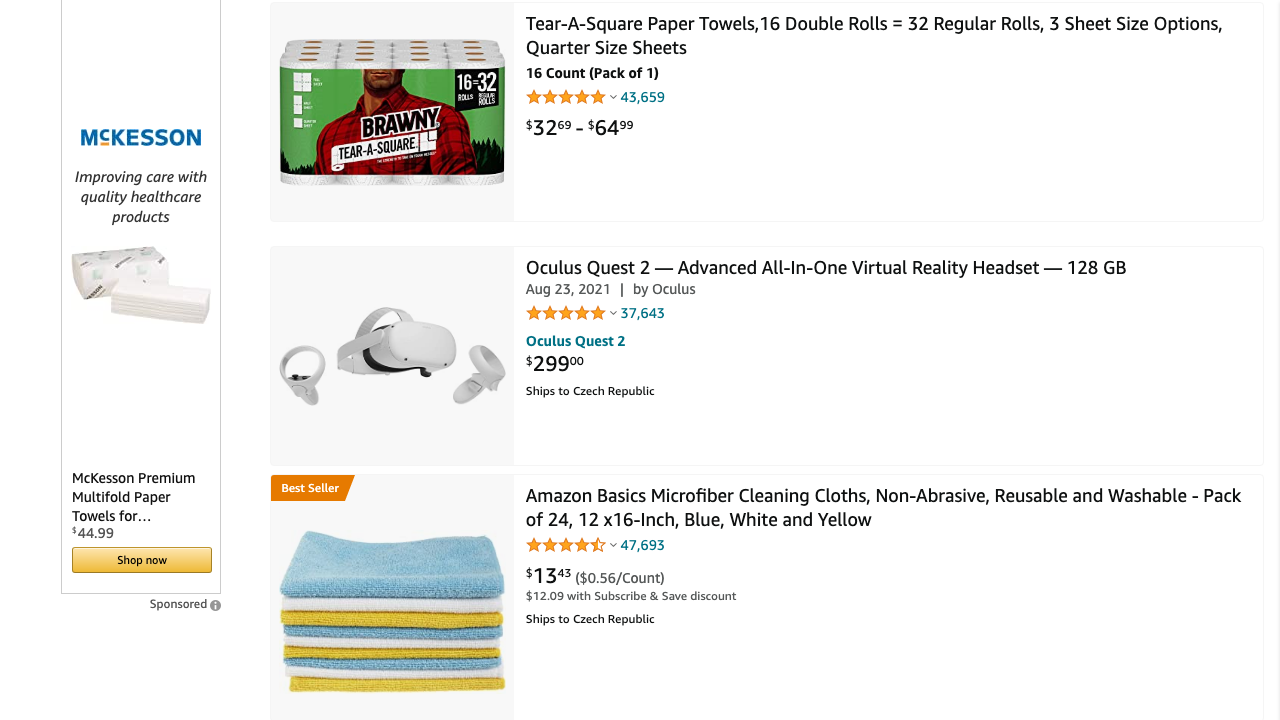 McKESSON
Improving care with
quality healthcare
products
McKesson Premium
Multifold Paper
Towels for…
$44.99
Shop now
Sponsored
Tear-A-Square Paper Towels,16 Double Rolls = 32 Regular Rolls, 3 Sheet Size Options,
Quarter Size Sheets
16 Count (Pack of 1)
43,659
$32.69 - $64.99
16=32
ROLLS
REGULAR
ROLLS
BRAWNY
TEAR-A-SQUARE
Oculus Quest 2 — Advanced All-In-One Virtual Reality Headset — 128 GB
Aug 23, 2021 | by Oculus
37,643
Oculus Quest 2
$299.00
Ships to Czech Republic
Best Seller
Amazon Basics Microfiber Cleaning Cloths, Non-Abrasive, Reusable and Washable - Pack
of 24, 12 x16-Inch, Blue, White and Yellow
47,693
$13.43 ($0.56/Count)
$12.09 with Subscribe & Save discount
Ships to Czech Republic